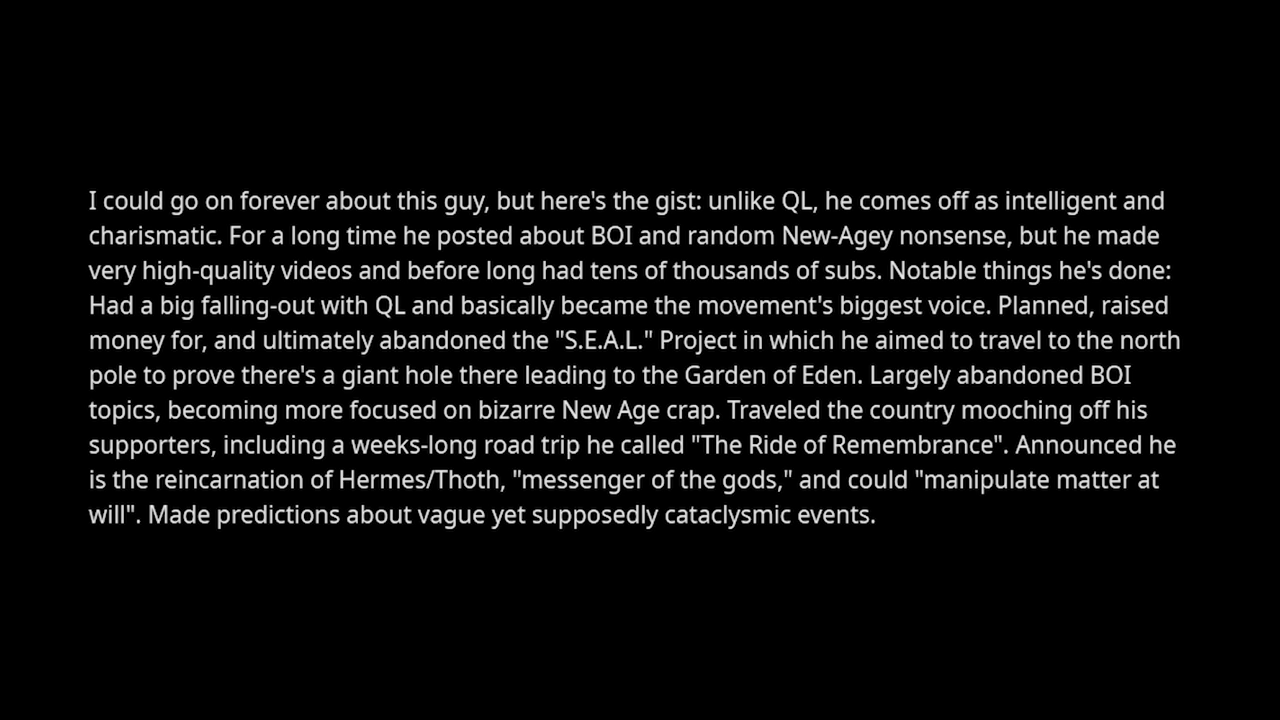 I could go on forever about this guy, but here's the gist: unlike QL, he comes off as intelligent and
charismatic. For a long time he posted about BOI and random New-Agey nonsense, but he made
very high-quality videos and before long had tens of thousands of subs. Notable things he's done:
Had a big falling-out with QL and basically became the movement's biggest voice. Planned, raised
money for, and ultimately abandoned the "S.E.A.L." Project in which he aimed to travel to the north
pole to prove there's a giant hole there leading to the Garden of Eden. Largely abandoned BOI
topics, becoming more focused on bizarre New Age crap. Traveled the country mooching off his
supporters, including a weeks-long road trip he called "The Ride of Remembrance". Announced he
is the reincarnation of Hermes/Thoth, "messenger of the gods," and could "manipulate matter at
will". Made predictions about vague yet supposedly cataclysmic events.